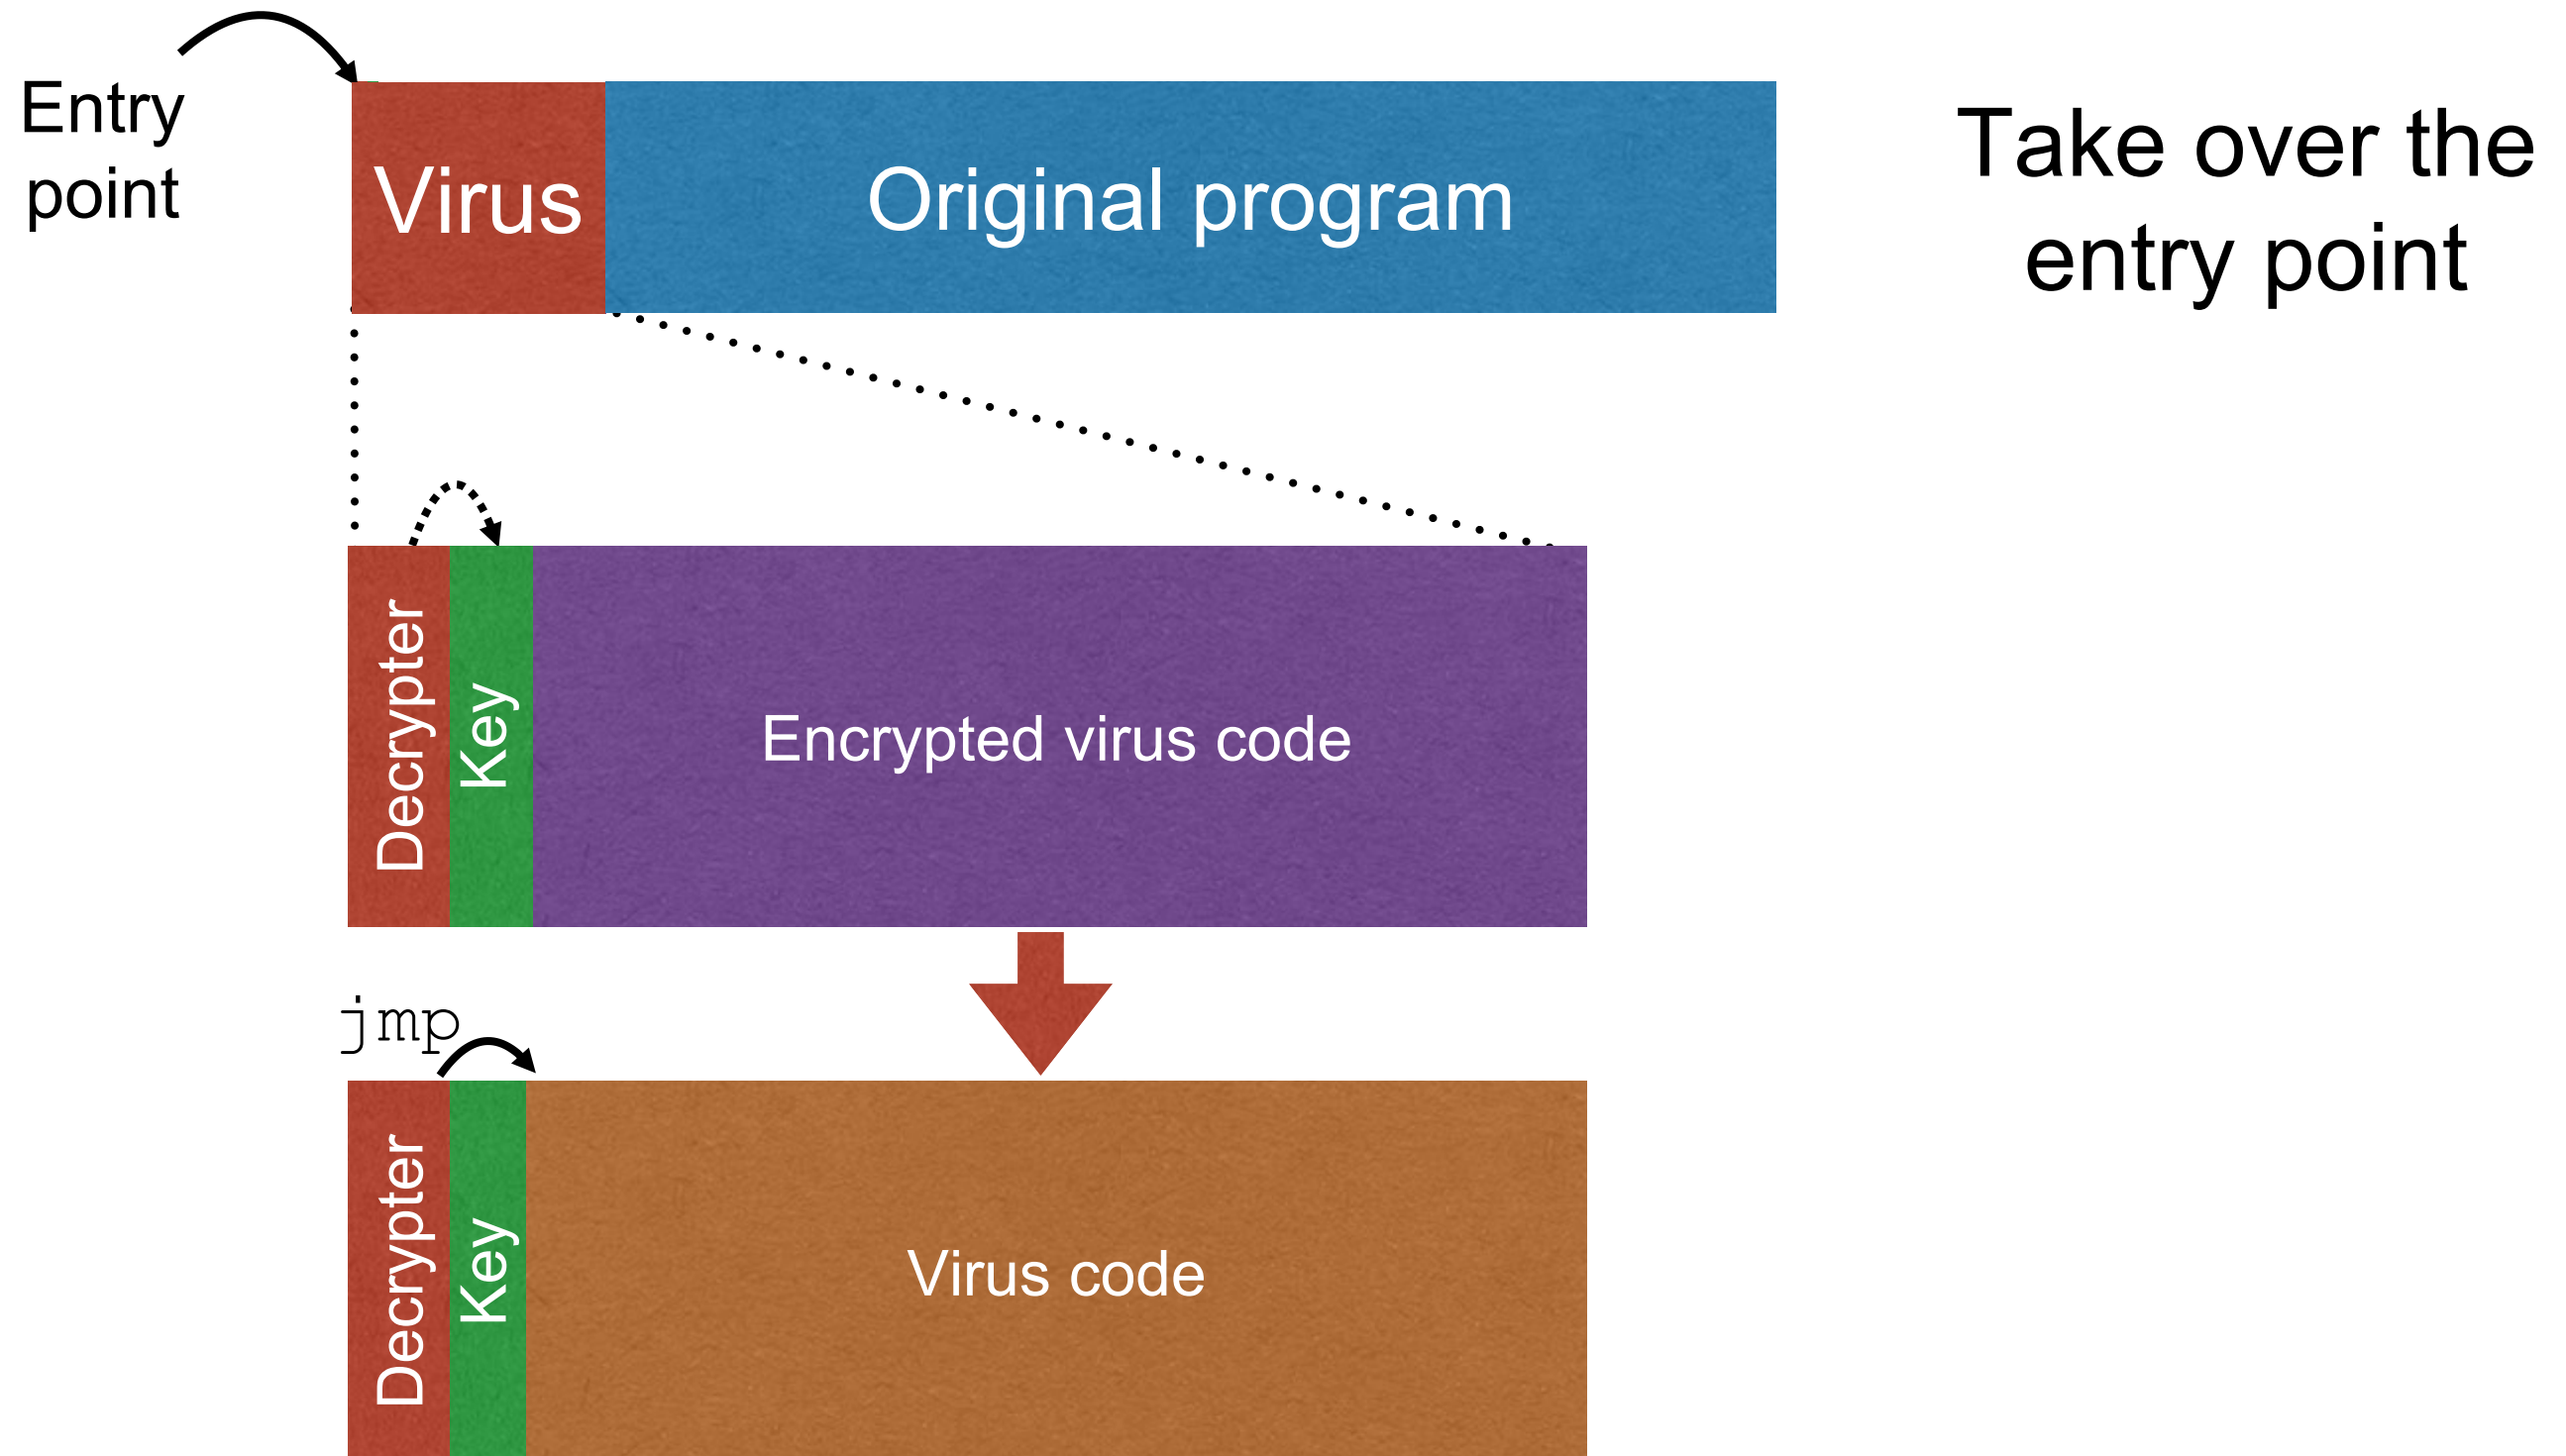 Entry
point
Virus
Original program
Take over the
entry point
Decrypter
Key
Encrypted virus code
jmp
Decrypter
Key
Virus code